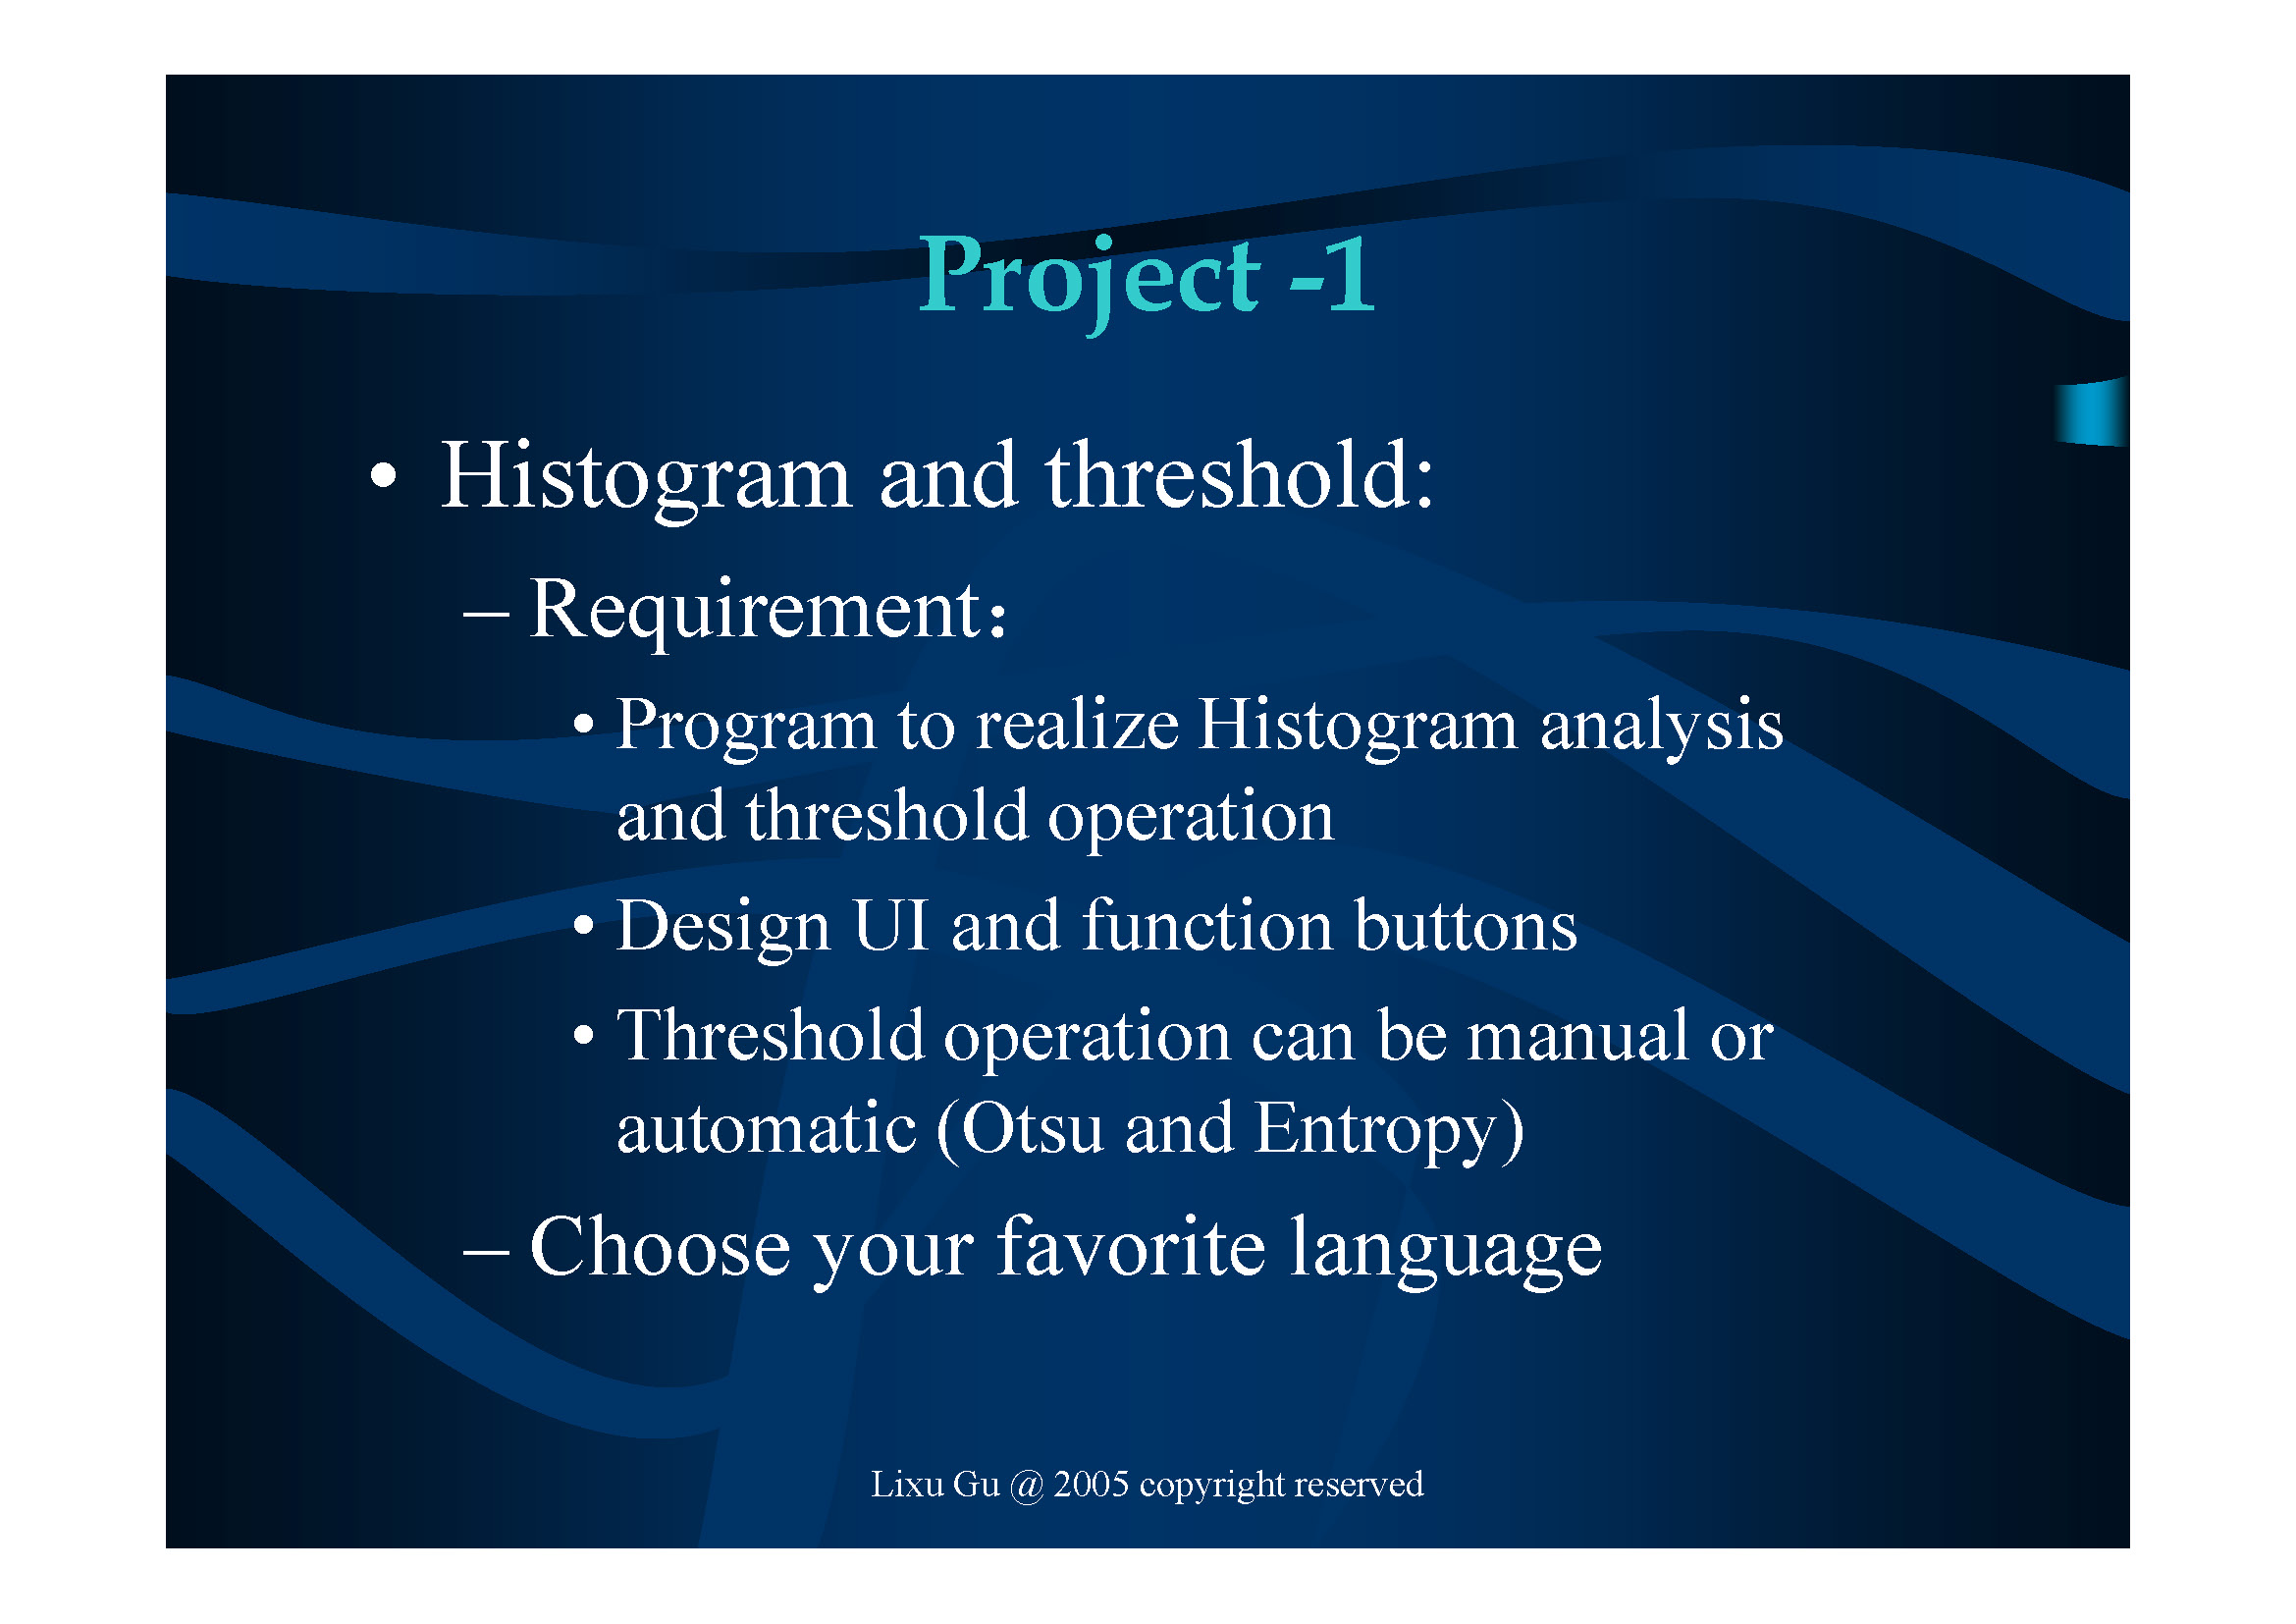 Project -1
• Histogram and threshold:
– Requirement：
• Program to realize Histogram analysis
and threshold operation
• Design UI and function buttons
• Threshold operation can be manual or
automatic (Otsu and Entropy)
– Choose your favorite language
Lixu Gu @ 2005 copyright reserved